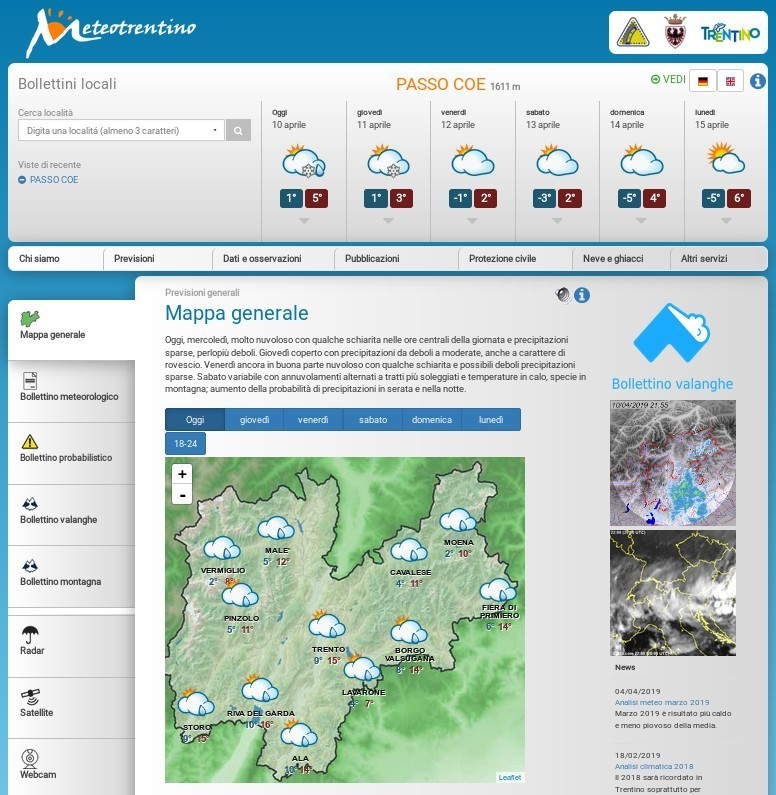 Meteotrentino
TRENTINO
Bollettini locali
PASSO COE 1611 m
VEDI
Cerca località
Digita una localitá (almeno 3 caratteri)
Viste di recente
PASSO COE
Oggi
10 aprile
1° 5°
giovedì
11 aprile
1° 3°
venerdì
12 aprile
-1° 2°
sabato
13 aprile
-3° 2°
domenica
14 aprile
-5° 4°
lunedì
15 aprile
-5° 6°
Chi siamo
Previsioni
Dati e osservazioni
Pubblicazioni
Protezione civile
Neve e ghiacci
Altri servizi
Mappa generale
Bollettino meteorologico
Bollettino probabilistico
Bollettino valanghe
Bollettino montagna
Radar
Satellite
Webcam
Previsioni generali
Mappa generale
Oggi, mercoledì, molto nuvoloso con qualche schiarita nelle ore centrali della giornata e precipitazioni
sparse, perlopiù deboli. Giovedì coperto con precipitazioni da deboli a moderate, anche a carattere di
rovescio. Venerdì ancora in buona parte nuvoloso con qualche schiarita e possibili deboli precipitazioni
sparse. Sabato variabile con annuvolamenti alternati a tratti più soleggiati e temperature in calo, specie in
montagna; aumento della probabilità di precipitazioni in serata e nella notte.
Oggi
giovedì
venerdì
sabato
domenica
lunedì
18-24
+
-
MOENA
2° 10°
MALE'
5° 12°
VERMIGLIO
2° 8°
CAVALESE
4° 11°
FIERA DI
PRIMIERO
6° 14°
PINZOLO
5° 11°
TRENTO
9° 15°
BORGO
VALSUGANA
8° 14°
LAVARONE
7°
RIVA DEL GARDA
10° 16°
STORO
9° 15°
ALA
10° 14°
Leaflet
Bollettino valanghe
10/04/2019 21.55
News
04/04/2019
Analisi meteo marzo 2019
Marzo 2019 è risultato più caldo
e meno piovoso della media.
18/02/2019
Analisi climatica 2018
Il 2018 sarà ricordato in
Trentino soprattutto per